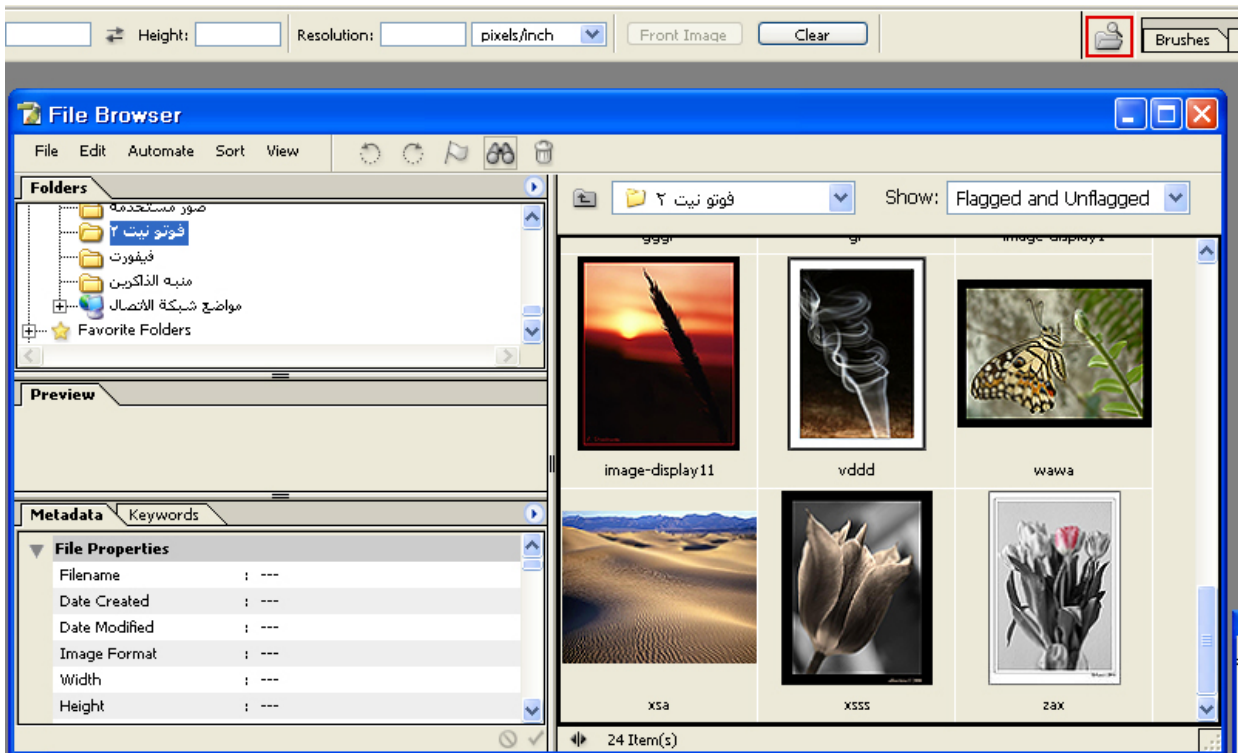 Height: Resolution: pixels/inch Front Image Clear Brushes
File Browser
File Edit Automate Sort View
Folders
صور مستخدمة
فوتو نيت ٢
فيفورت
منبه الذاكرين
مواضع شبكة الاتصال
Favorite Folders
Preview
Metadata Keywords
File Properties
Filename : ---
Date Created : ---
Date Modified : ---
Image Format : ---
Width : ---
Height : ---
فوتو نيت ٢ Show: Flagged and Unflagged
image-display11 vddd wawa
xsa xsss zax
24 Item(s)